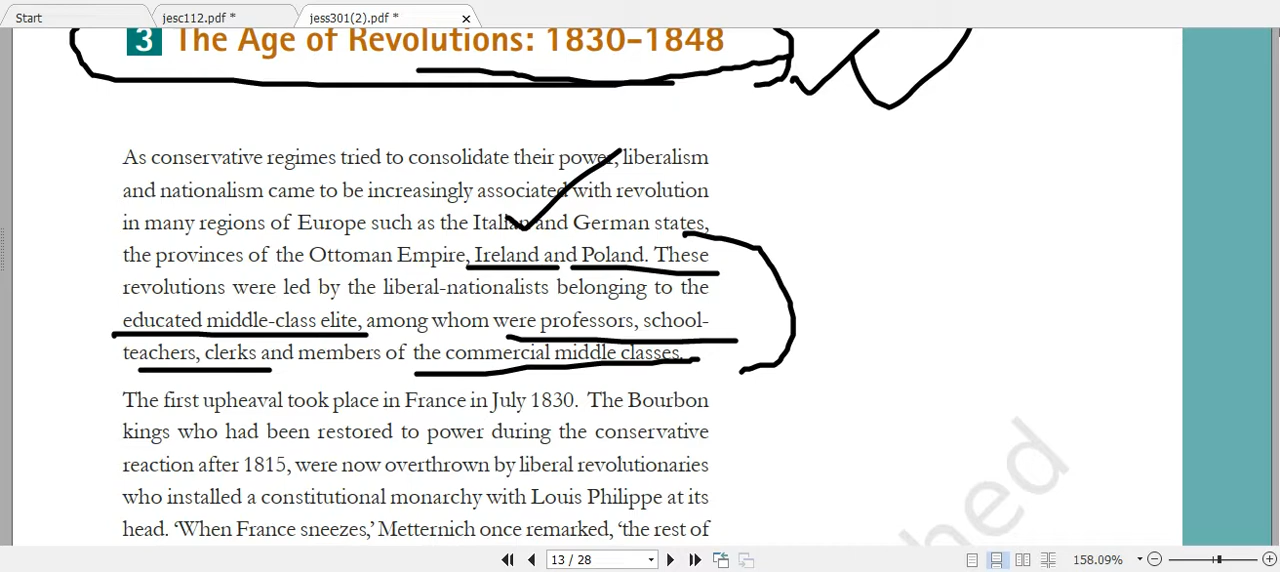 Start
jesc112.pdf *
jess301(2).pdf *
3 The Age of Revolutions: 1830–1848
As conservative regimes tried to consolidate their power, liberalism
and nationalism came to be increasingly associated with revolution
in many regions of Europe such as the Italian and German states,
the provinces of the Ottoman Empire, Ireland and Poland. These
revolutions were led by the liberal-nationalists belonging to the
educated middle-class elite, among whom were professors, school-
teachers, clerks and members of the commercial middle classes.
The first upheaval took place in France in July 1830. The Bourbon
kings who had been restored to power during the conservative
reaction after 1815, were now overthrown by liberal revolutionaries
who installed a constitutional monarchy with Louis Philippe at its
head. ‘When France sneezes,’ Metternich once remarked, ‘the rest of
hed
13 / 28
158.09%